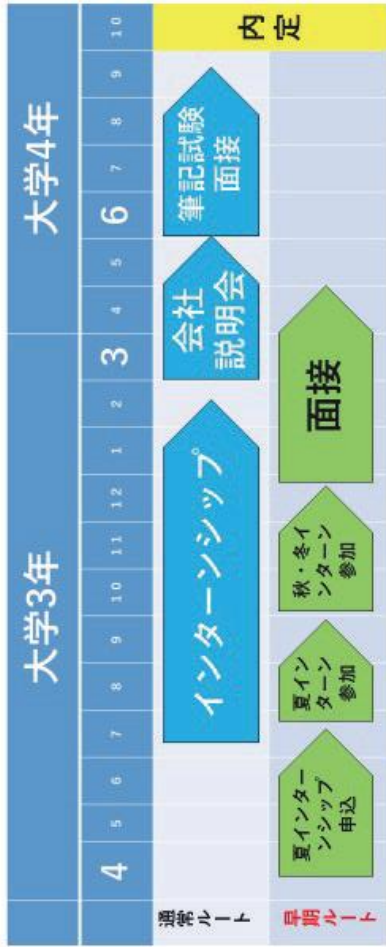 大学3年
大学4年
4
5
6
7
8
9
10
11
12
1
2
3
4
5
6
7
8
9
10
通常ルート
インターンシップ
会社
説明会
筆記試験
面接
内定
早期ルート
夏インター
ンシップ
申込
夏イン
ターン
参加
秋・冬イ
ンターン
参加
面接